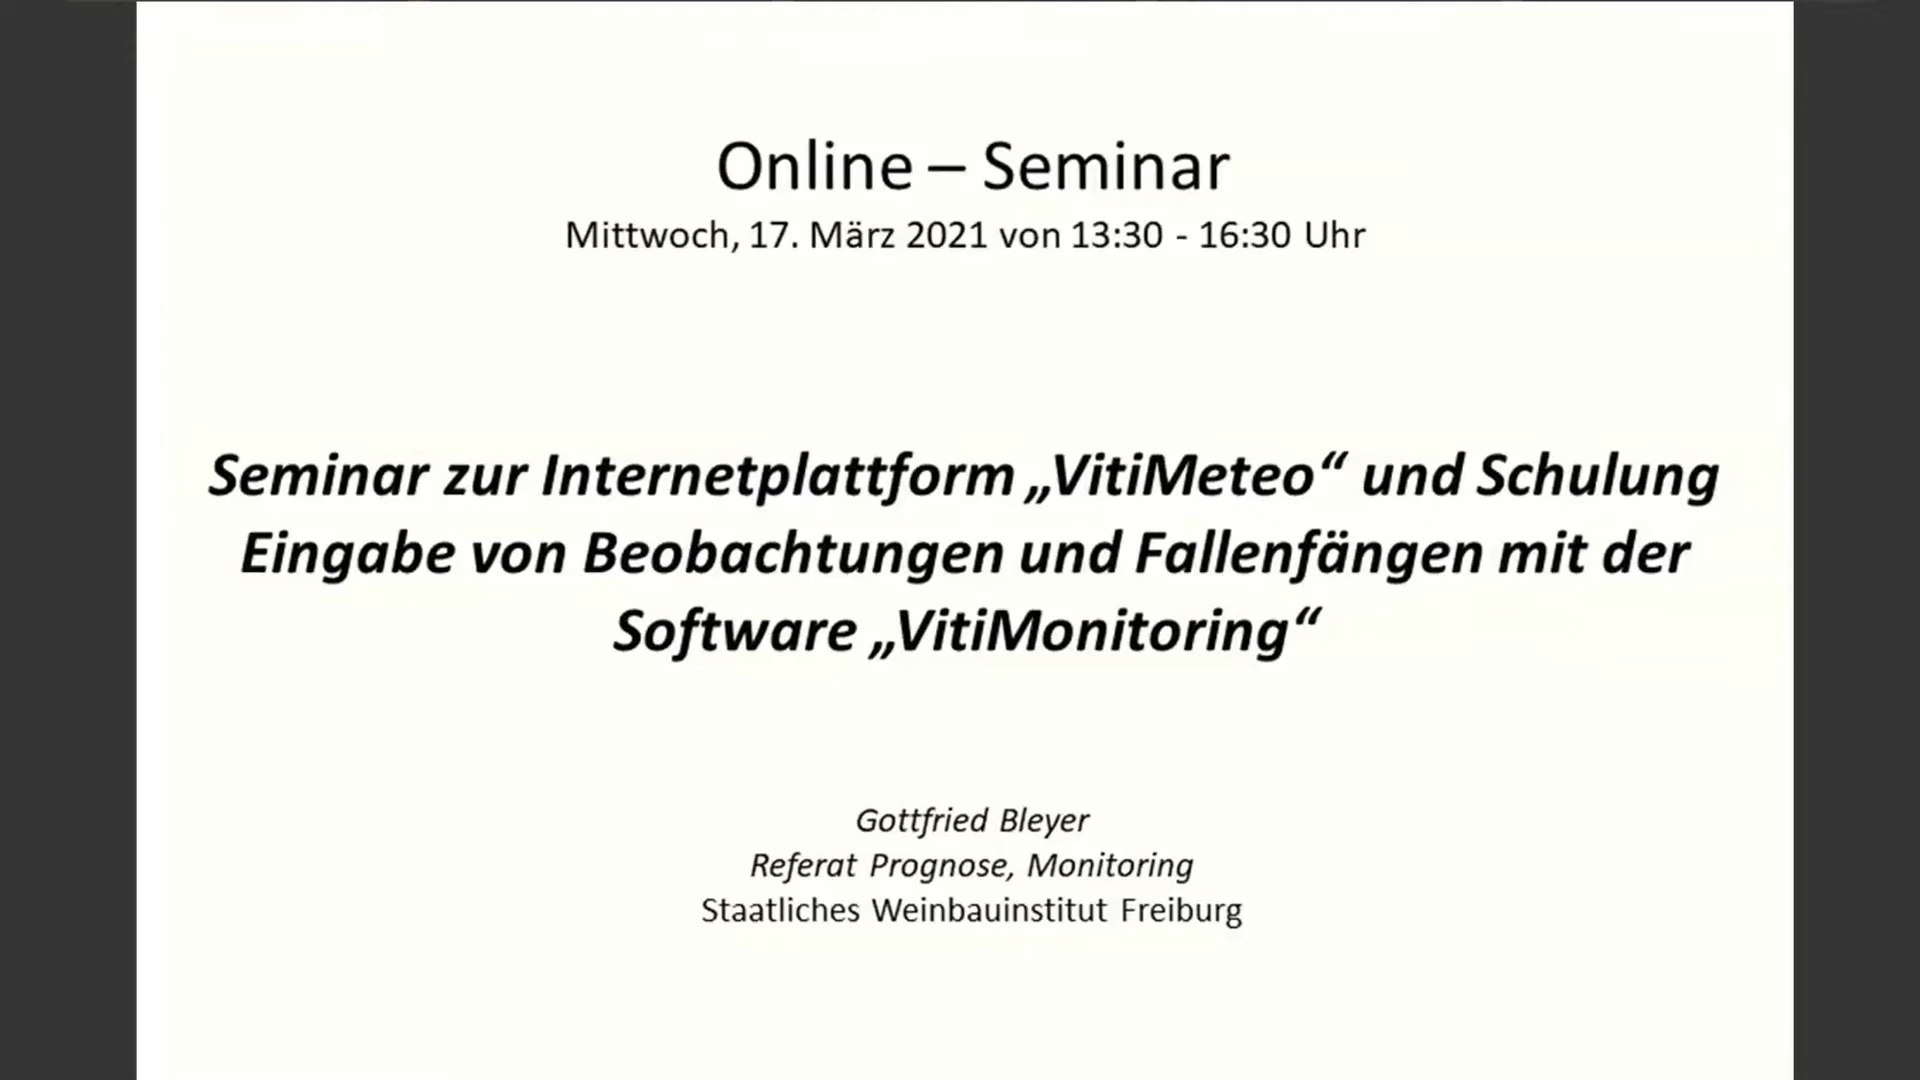 Online – Seminar
Mittwoch, 17. März 2021 von 13:30 - 16:30 Uhr
Seminar zur Internetplattform „VitiMeteo“ und Schulung
Eingabe von Beobachtungen und Fallenfängen mit der
Software „VitiMonitoring“
Gottfried Bleyer
Referat Prognose, Monitoring
Staatliches Weinbauinstitut Freiburg